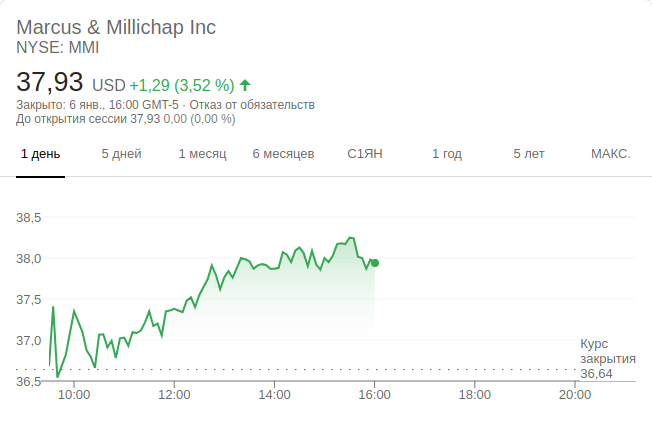 Marcus & Millichap Inc
NYSE: MMI
37,93 USD +1,29 (3,52 %)
Закрыто: 6 янв., 16:00 GMT-5 · Отказ от обязательств
До открытия сессии 37,93 0,00 (0,00 %)
1 день 5 дней 1 месяц 6 месяцев С1ЯН 1 год 5 лет МАКС.
38,5
38,0
37,5
37,0
36,5
Курс
закрытия
36,64
10:00 12:00 14:00 16:00 18:00 20:00